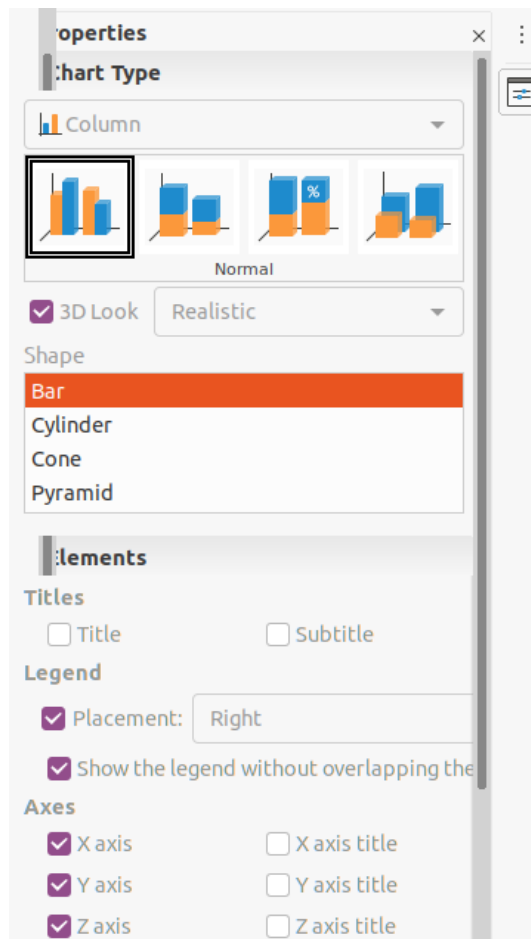 roperties
Chart Type
Column
%
Normal
3D Look Realistic
Shape
Bar
Cylinder
Cone
Pyramid
Elements
Titles
Title Subtitle
Legend
Placement: Right
Show the legend without overlapping the
Axes
X axis X axis title
Y axis Y axis title
Z axis Z axis title